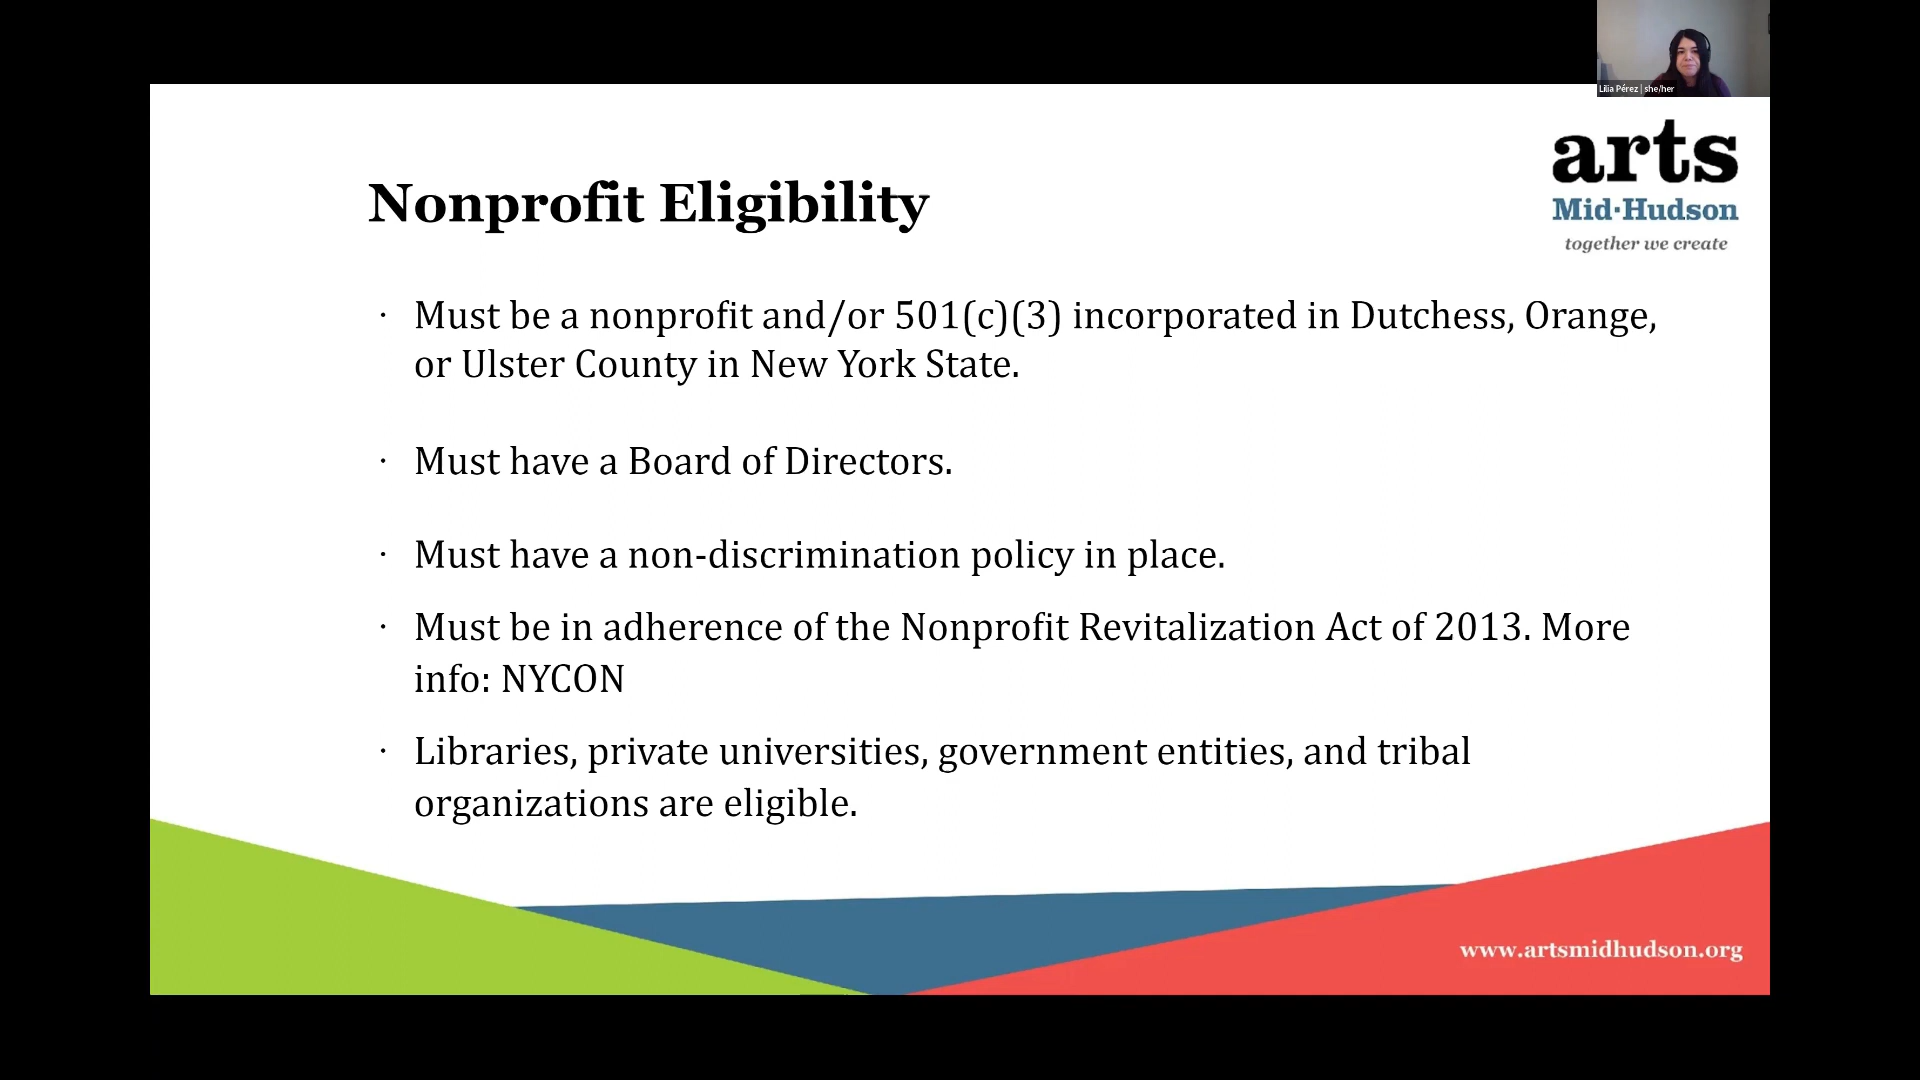 Lilia Pérez | she/her
arts
Mid·Hudson
together we create
Nonprofit Eligibility
· Must be a nonprofit and/or 501(c)(3) incorporated in Dutchess, Orange,
or Ulster County in New York State.
· Must have a Board of Directors.
· Must have a non-discrimination policy in place.
· Must be in adherence of the Nonprofit Revitalization Act of 2013. More
info: NYCON
· Libraries, private universities, government entities, and tribal
organizations are eligible.
www.artsmidhudson.org